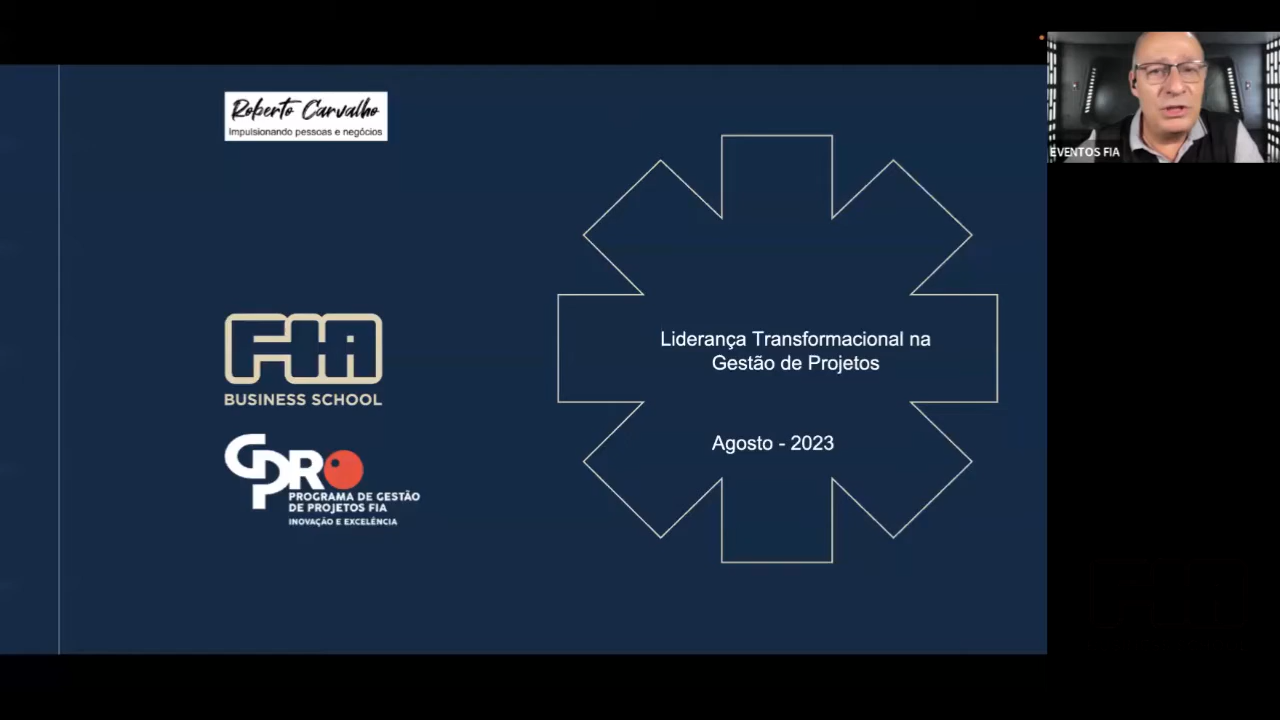 Roberto Carvalho
Impulsionando pessoas e negócios
EVENTOS FIA
FIA
BUSINESS SCHOOL
GPRO
PROGRAMA DE GESTÃO
DE PROJETOS FIA
INOVAÇÃO E EXCELÊNCIA
Liderança Transformacional na
Gestão de Projetos
Agosto - 2023
FIA